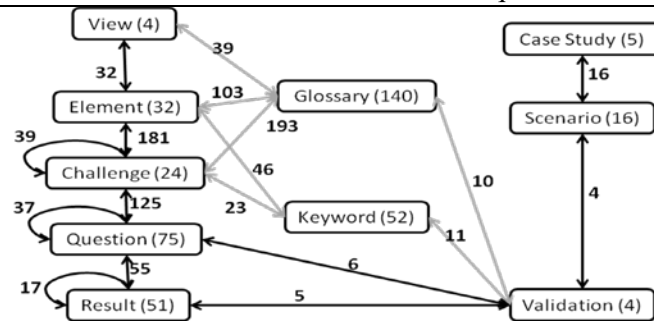 View (4)
39
Case Study (5)
32
16
Element (32)
103
Glossary (140)
Scenario (16)
39
181
193
Challenge (24)
46
10
4
125
23
37
Keyword (52)
Question (75)
11
55
6
17
5
Result (51)
Validation (4)